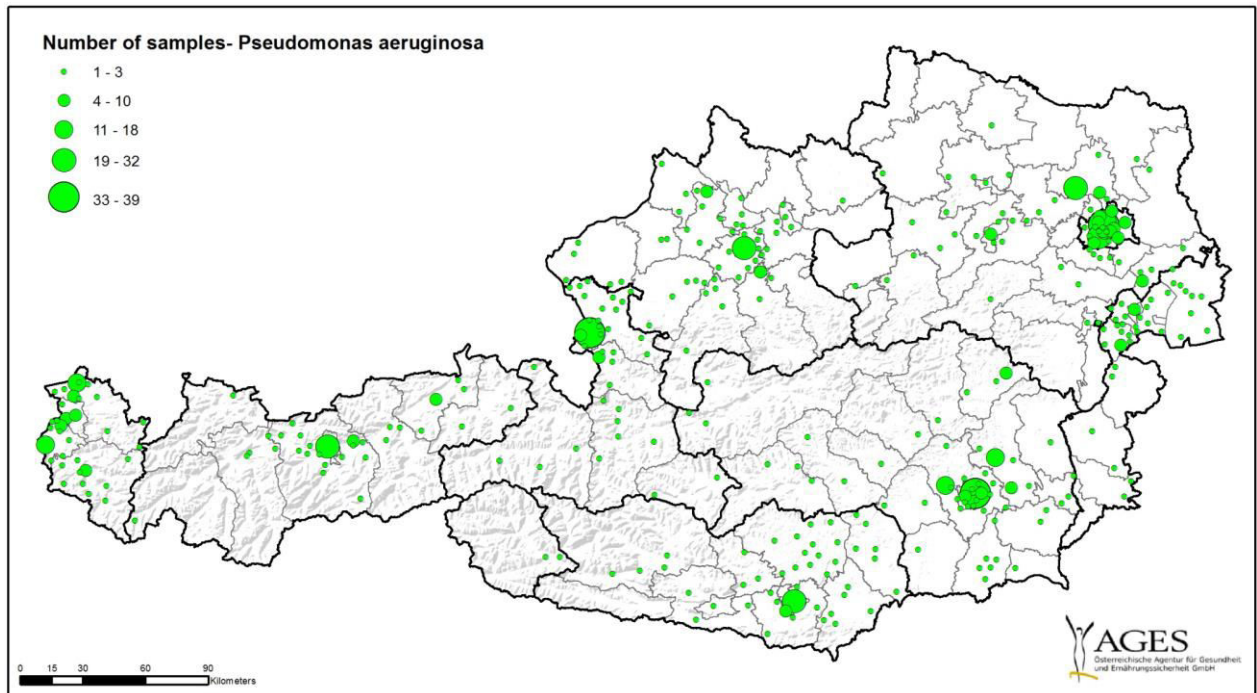 Number of samples- Pseudomonas aeruginosa
1 - 3
4 - 10
11 - 18
19 - 32
33 - 39
0 15 30 60 90
Kilometers
AGES
Österreichische Agentur für Gesundheit
und Ernährungssicherheit GmbH